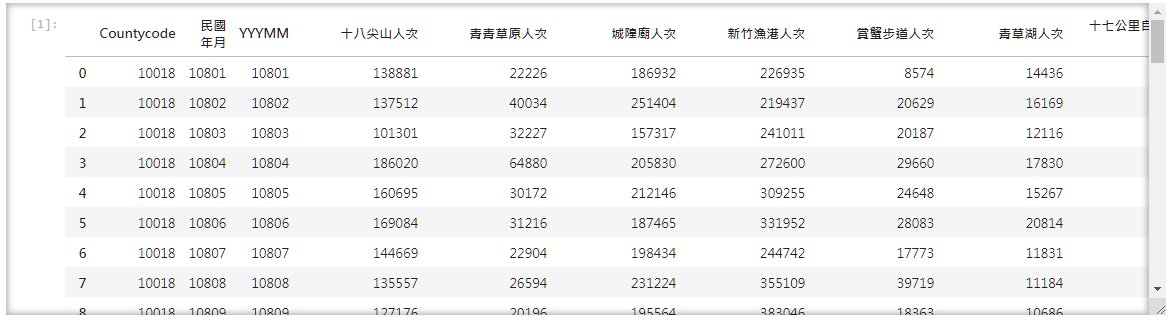 [1]:
Countycode 民國年月 YYYMM 十八尖山人次 青青草原人次 城隍廟人次 新竹漁港人次 賞蟹步道人次 青草湖人次 十七公里自
0 10018 10801 10801 138881 22226 186932 226935 8574 14436
1 10018 10802 10802 137512 40034 251404 219437 20629 16169
2 10018 10803 10803 101301 32227 157317 241011 20187 12116
3 10018 10804 10804 186020 64880 205830 272600 29660 17830
4 10018 10805 10805 160695 30172 212146 309255 24648 15267
5 10018 10806 10806 169084 31216 187465 331952 28083 20814
6 10018 10807 10807 144669 22904 198434 244742 17773 11831
7 10018 10808 10808 135557 26594 231224 355109 39719 11184
8 10018 10809 10809 127176 20196 195564 383046 18363 10686